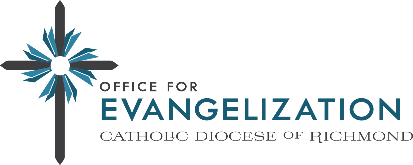 OFFICE FOR
EVANGELIZATION
CATHOLIC DIOCESE OF RICHMOND